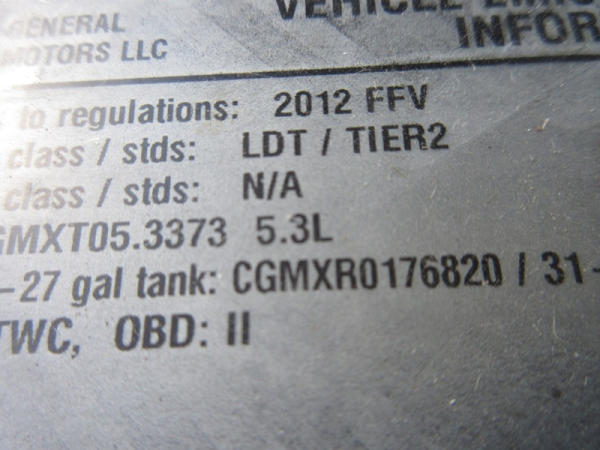 GENERAL
MOTORS LLC
VEHICLE
INFOR
to regulations: 2012 FFV
class / stds: LDT / TIER2
class / stds: N/A
GMXT05.3373 5.3L
-27 gal tank: CGMXR0176820 / 31-
TWC, OBD: II